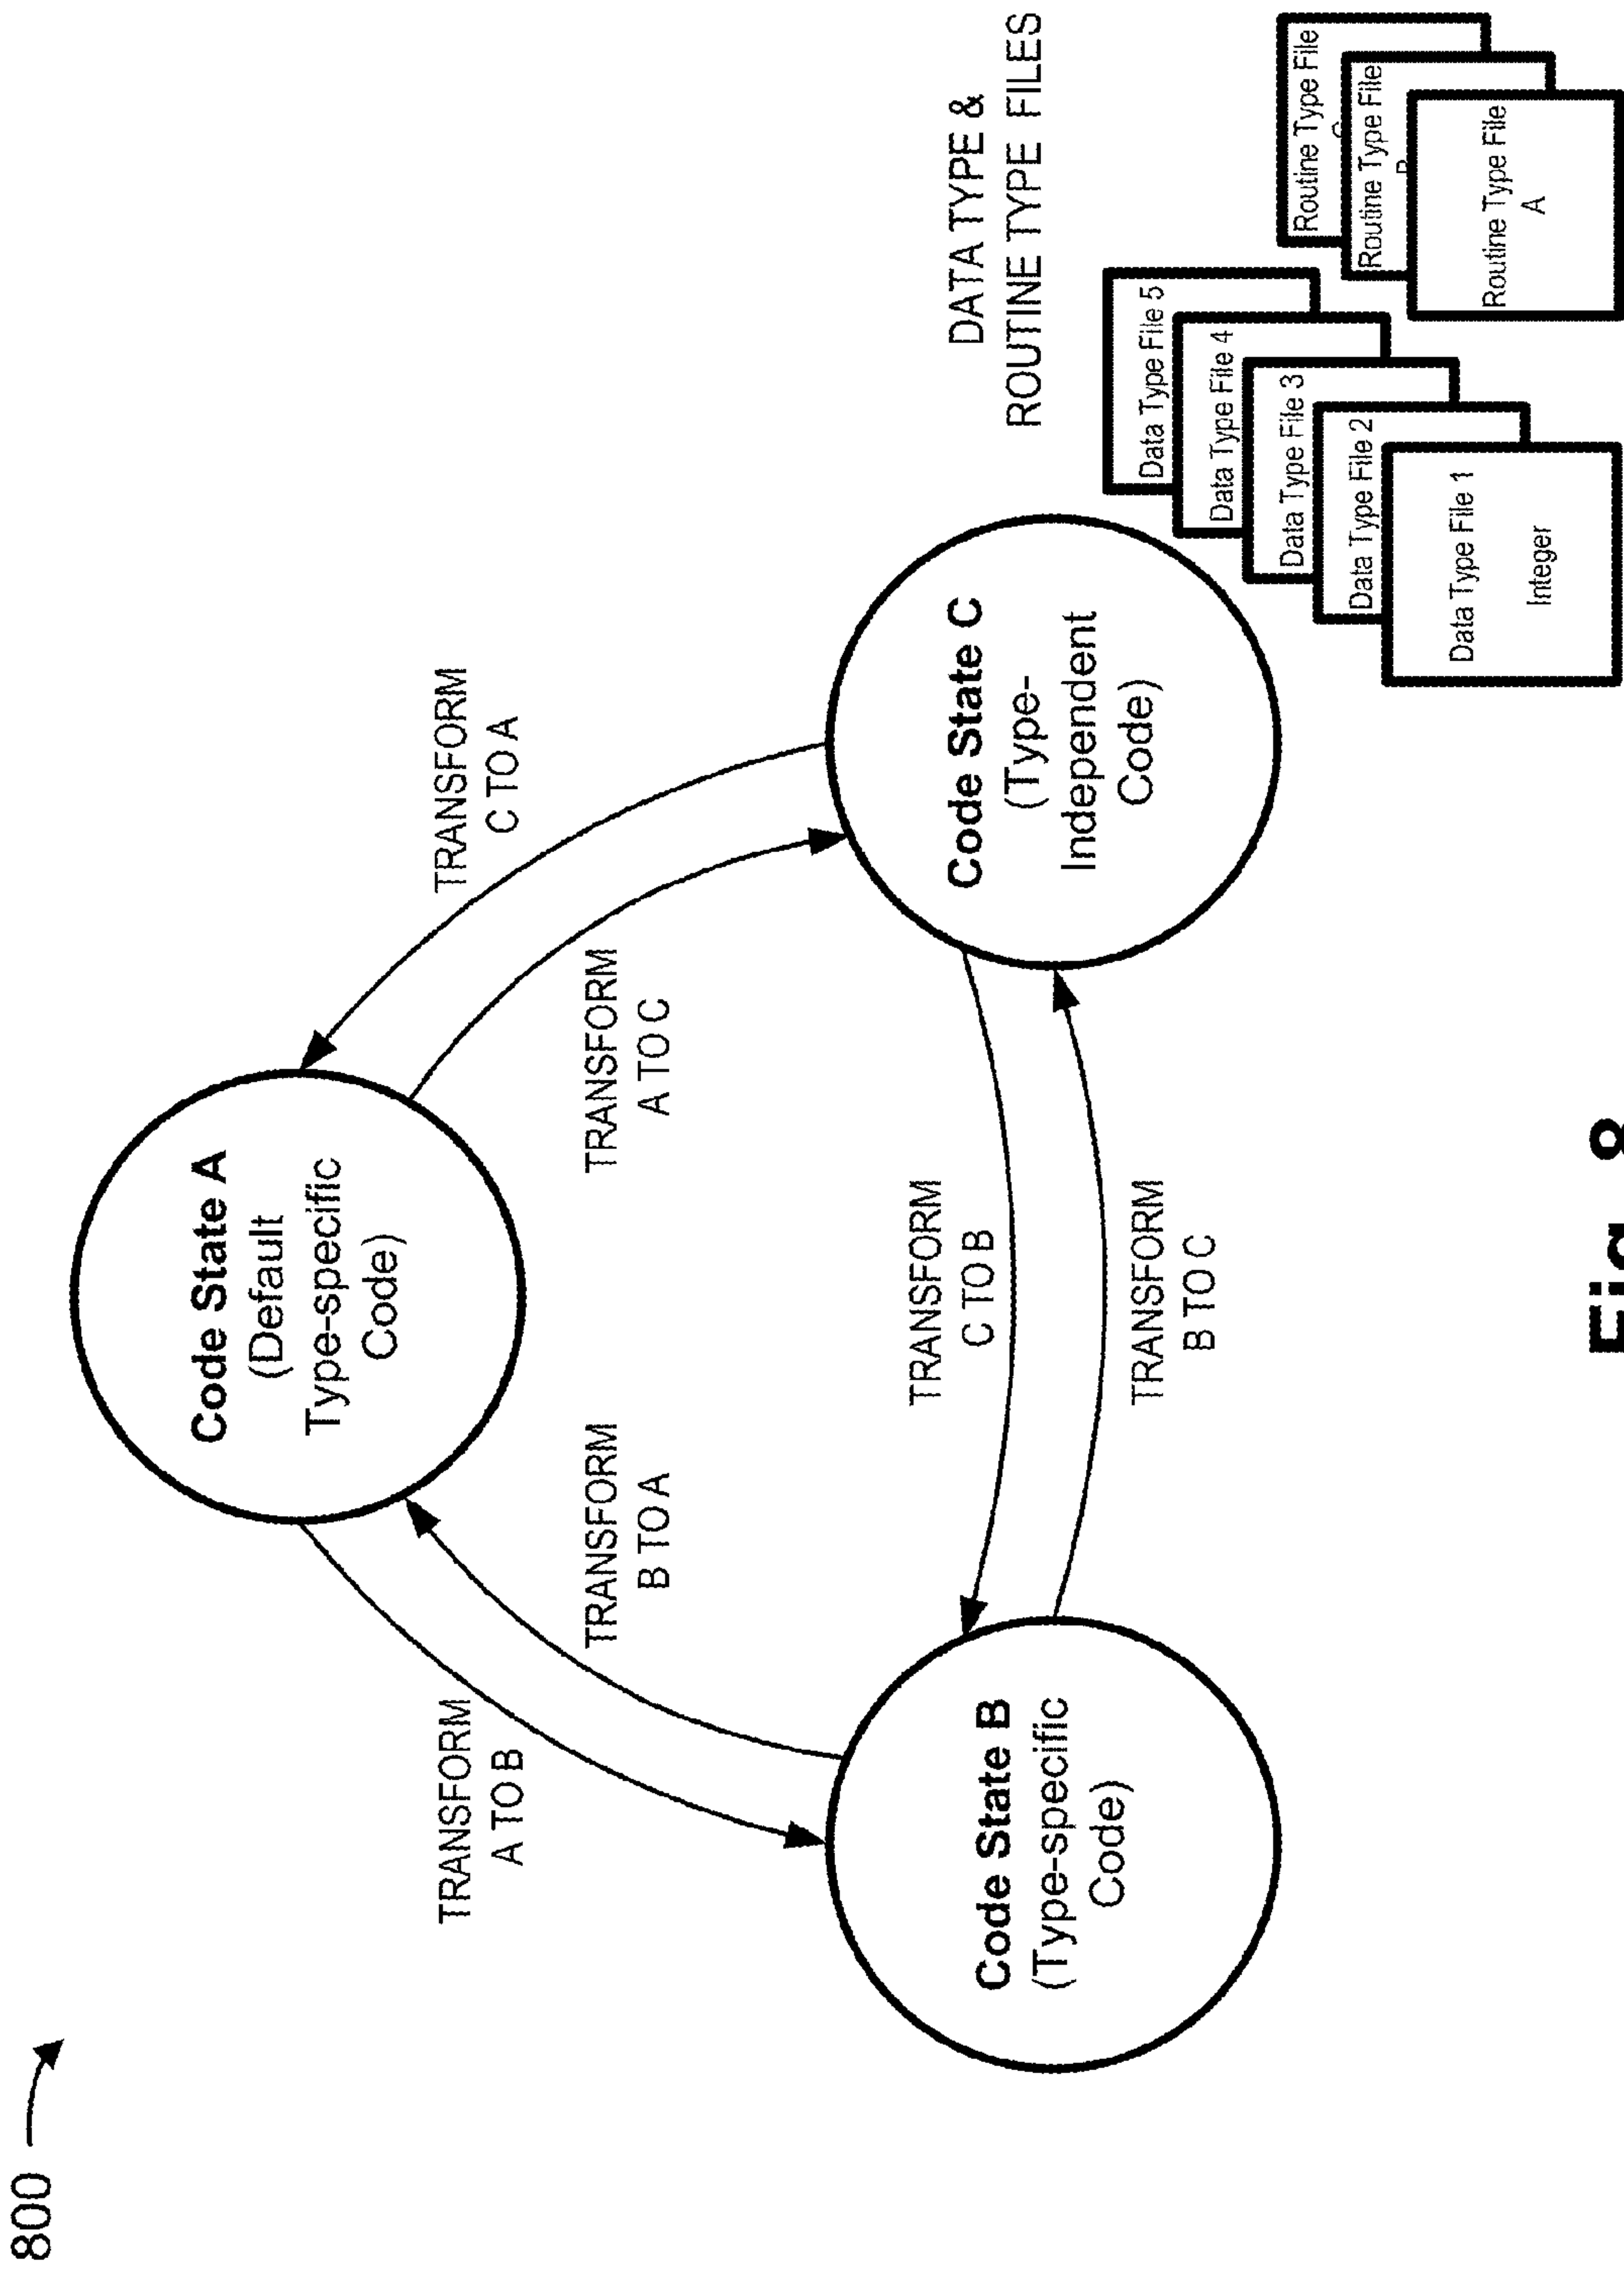 800
Code State A
(Default
Type-specific
Code)
TRANSFORM
A TO B
TRANSFORM
B TO A
TRANSFORM
A TO C
TRANSFORM
C TO A
Code State B
(Type-specific
Code)
TRANSFORM
C TO B
TRANSFORM
B TO C
Code State C
(Type-
Independent
Code)
DATA TYPE &
ROUTINE TYPE FILES
Data Type File 5
Data Type File 4
Data Type File 3
Data Type File 2
Data Type File 1
Integer
Routine Type File
Routine Type File
Routine Type File
A
Fig. 8